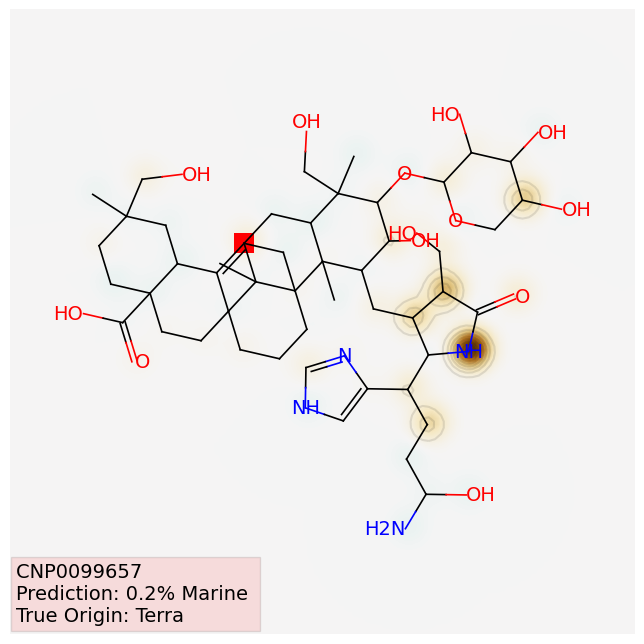 OH
HO
OH
OH
O
OH
OH
O
HO
OH
O
HO
O
N
NH
NH
OH
H2N
CNP0099657
Prediction: 0.2% Marine
True Origin: Terra